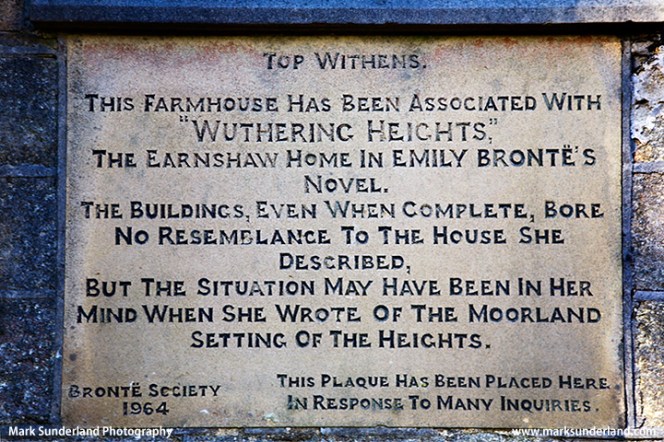 TOP WITHENS.
THIS FARMHOUSE HAS BEEN ASSOCIATED WITH
"WUTHERING HEIGHTS,"
THE EARNSHAW HOME IN EMILY BRONTË'S
NOVEL.
THE BUILDINGS, EVEN WHEN COMPLETE, BORE
NO RESEMBLANCE TO THE HOUSE SHE
DESCRIBED,
BUT THE SITUATION MAY HAVE BEEN IN HER
MIND WHEN SHE WROTE OF THE MOORLAND
SETTING OF THE HEIGHTS.
BRONTË SOCIETY
1964
THIS PLAQUE HAS BEEN PLACED HERE
IN RESPONSE TO MANY INQUIRIES.
Mark Sunderland Photography
www.marksunderland.com